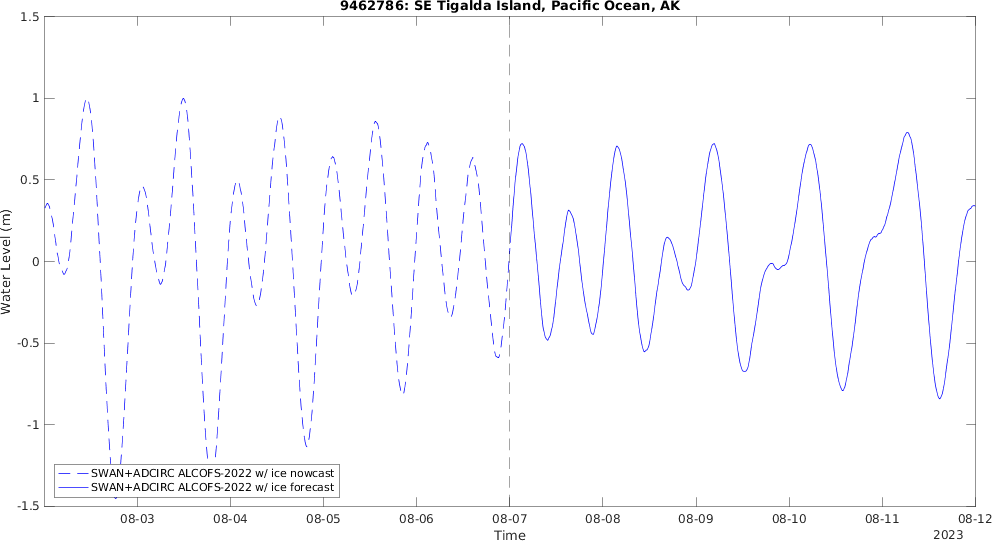 9462786: SE Tigalda Island, Pacific Ocean, AK
1.5
1
0.5
0
-0.5
-1
-1.5
Water Level (m)
SWAN+ADCIRC ALCOFS-2022 w/ ice nowcast
SWAN+ADCIRC ALCOFS-2022 w/ ice forecast
08-03 08-04 08-05 08-06 08-07 08-08 08-09 08-10 08-11 08-12
Time
2023